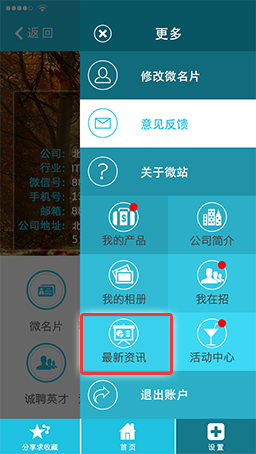 返回
更多
修改微名片
意见反馈
关于微站
公司：
行业：IT
微信号：
手机号：
邮箱：
公司地址：
我的产品
公司简介
我的相册
我在招
微名片
最新资讯
活动中心
诚聘英才
退出账户
分享求收藏
首页
设置